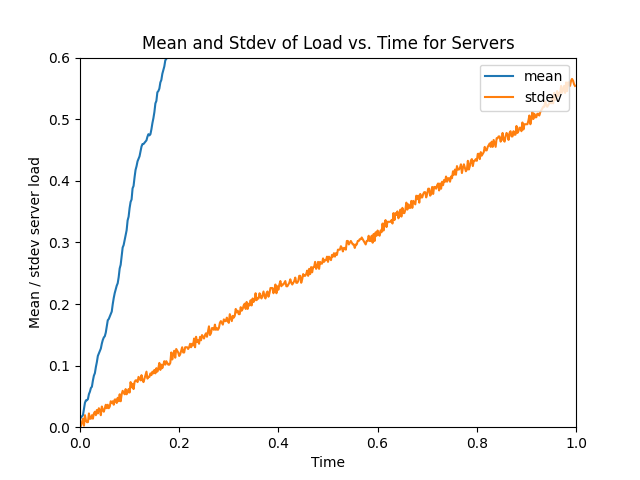 Mean and Stdev of Load vs. Time for Servers
mean
stdev
Mean / stdev server load
0.6
0.5
0.4
0.3
0.2
0.1
0.0
0.0 0.2 0.4 0.6 0.8 1.0
Time